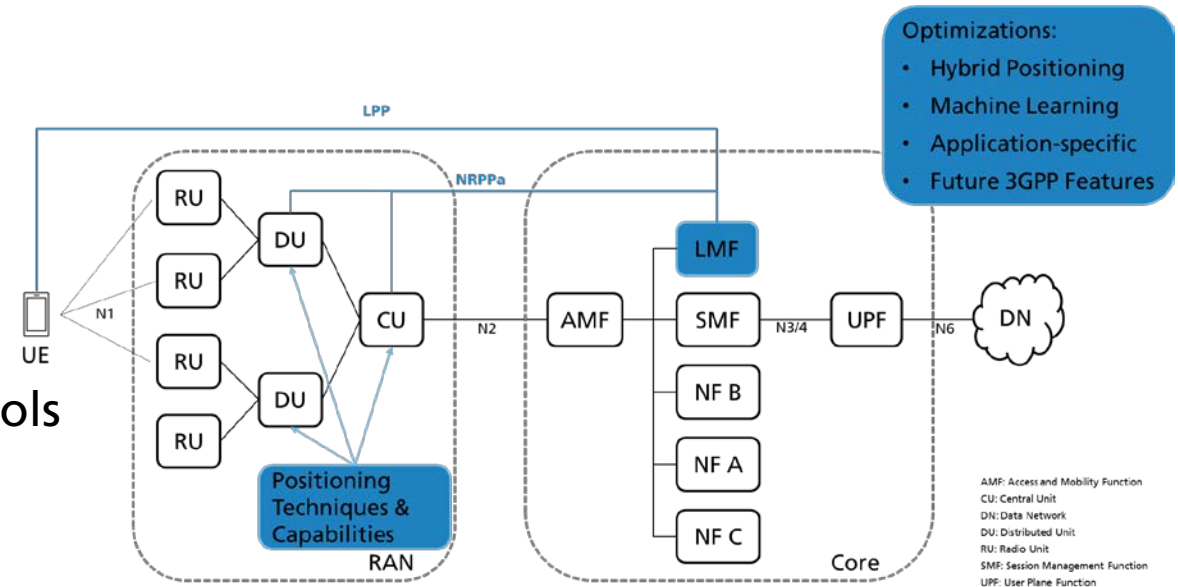 Optimizations:
• Hybrid Positioning
• Machine Learning
• Application-specific
• Future 3GPP Features
LPP
NRPPa
RU
RU
RU
RU
DU
DU
CU
N1
UE
ols
N2
AMF
LMF
SMF
NF B
NF A
NF C
N3/4
UPF
N6
DN
Positioning
Techniques &
Capabilities
RAN
Core
AMF: Access and Mobility Function
CU: Central Unit
DN: Data Network
DU: Distributed Unit
RU: Radio Unit
SMF: Session Management Function
UPF: User Plane Function